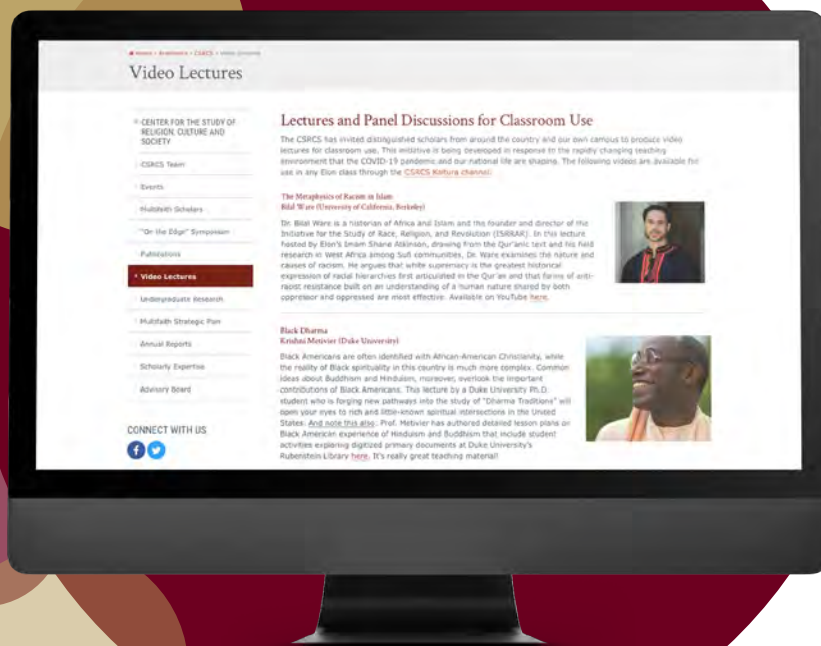 Home › Academics › CSRCS › Video Lectures
Video Lectures
CENTER FOR THE STUDY OF
RELIGION, CULTURE AND
SOCIETY
CSRCS Team
Events
Multifaith Scholars
"On the Edge" Symposium
Publications
Video Lectures
Undergraduate Research
Multifaith Strategic Plan
Annual Reports
Scholarly Expertise
Advisory Board
CONNECT WITH US
Lectures and Panel Discussions for Classroom Use
The CSRCS has invited distinguished scholars from around the country and our own campus to produce video
lectures for classroom use. This initiative is being developed in response to the rapidly changing teaching
environment that the COVID-19 pandemic and our national life are shaping. The following videos are available for
use in any Elon class through the CSRCS Kaltura channel.
The Metaphysics of Racism in Islam
Bilal Ware (University of California, Berkeley)
Dr. Bilal Ware is a historian of Africa and Islam and the founder and director of the
Initiative for the Study of Race, Religion, and Revolution (ISRRAR). In this lecture
hosted by Elon's Imam Shane Atkinson, drawing from the Qur'anic text and his field
research in West Africa among Sufi communities, Dr. Ware examines the nature and
causes of racism. He argues that white supremacy is the greatest historical
expression of racial hierarchies first articulated in the Qur'an and that forms of anti-
racist resistance built on an understanding of a human nature shared by both
oppressor and oppressed are most effective. Available on YouTube here.
Black Dharma
Krishni Metivier (Duke University)
Black Americans are often identified with African-American Christianity, while
the reality of Black spirituality in this country is much more complex. Common
ideas about Buddhism and Hinduism, moreover, overlook the important
contributions of Black Americans. This lecture by a Duke University Ph.D.
student who is forging new pathways into the study of "Dharma Traditions" will
open your eyes to rich and little-known spiritual intersections in the United
States. And note this also: Prof. Metivier has authored detailed lesson plans on
Black American experience of Hinduism and Buddhism that include student
activities exploring digitized primary documents at Duke University's
Rubenstein Library here. It's really great teaching material!